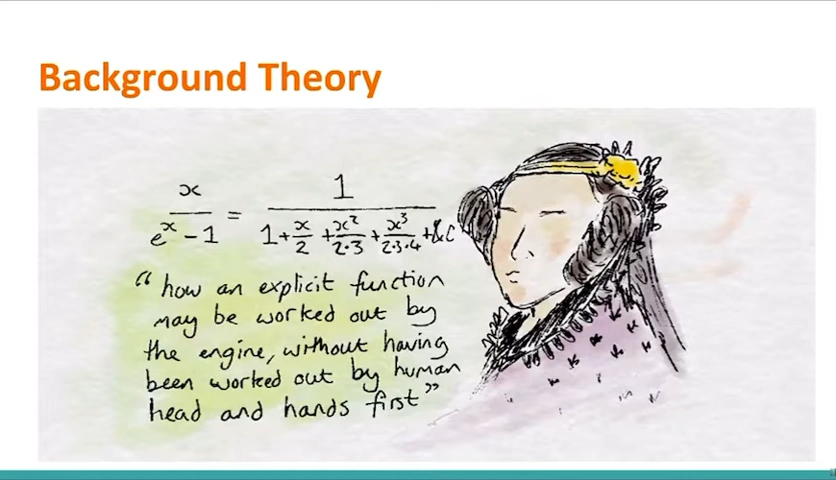 Background Theory
x / (e^x - 1) = 1 / (1 + x/2 + x²/2·3 + x³/2·3·4 + &c
“how an explicit function
may be worked out by
the engine, without having
been worked out by human
head and hands first”